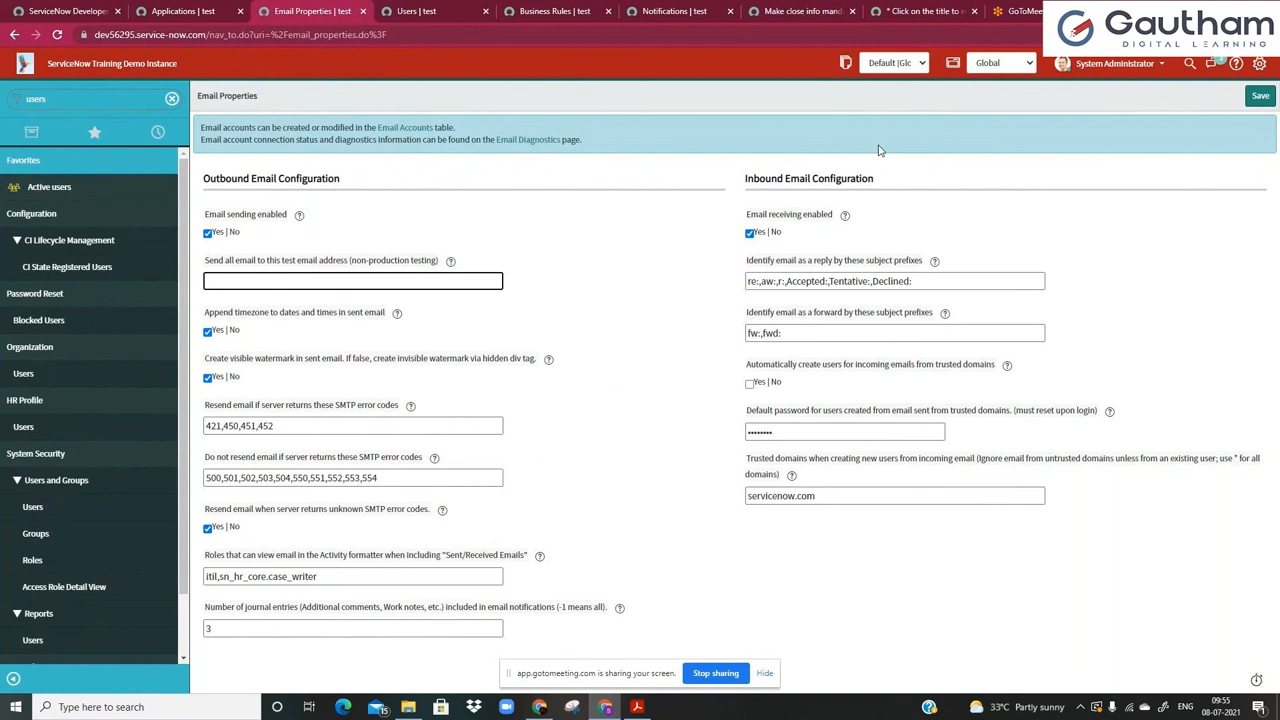 ServiceNow Develope
Applications | test
Email Properties | test
Users | test
Business Rules | test
Notifications | test
Make close info mand
* Click on the title to r
GoToMee
Gautham
DIGITAL LEARNING
dev56295.service-now.com/nav_to.do?uri=%2Femail_properties.do%3F
ServiceNow Training Demo Instance
Default [Glc
Global
System Administrator
users
Email Properties
Save
Email accounts can be created or modified in the Email Accounts table.
Email account connection status and diagnostics information can be found on the Email Diagnostics page.
Favorites
Active users
Configuration
CI Lifecycle Management
CI State Registered Users
Password Reset
Blocked Users
Organization
Users
HR Profile
Users
System Security
Users and Groups
Users
Groups
Roles
Access Role Detail View
Reports
Users
Outbound Email Configuration
Email sending enabled
Yes | No
Send all email to this test email address (non-production testing)
Append timezone to dates and times in sent email
Yes | No
Create visible watermark in sent email. If false, create invisible watermark via hidden div tag.
Yes | No
Resend email if server returns these SMTP error codes
421,450,451,452
Do not resend email if server returns these SMTP error codes
500,501,502,503,504,550,551,552,553,554
Resend email when server returns unknown SMTP error codes.
Yes | No
Roles that can view email in the Activity formatter when including "Sent/Received Emails"
itil,sn_hr_core.case_writer
Number of journal entries (Additional comments, Work notes, etc.) included in email notifications (-1 means all).
3
Inbound Email Configuration
Email receiving enabled
Yes | No
Identify email as a reply by these subject prefixes
re:,aw:,r:,Accepted:,Tentative:,Declined:
Identify email as a forward by these subject prefixes
fw:,fwd:
Automatically create users for incoming emails from trusted domains
Yes | No
Default password for users created from email sent from trusted domains. (must reset upon login)
••••••••
Trusted domains when creating new users from incoming email (Ignore email from untrusted domains unless from an existing user; use * for all
domains)
servicenow.com
app.gotomeeting.com is sharing your screen.
Stop sharing
Hide
Type here to search
15
33°C Partly sunny
ENG
09:55
08-07-2021